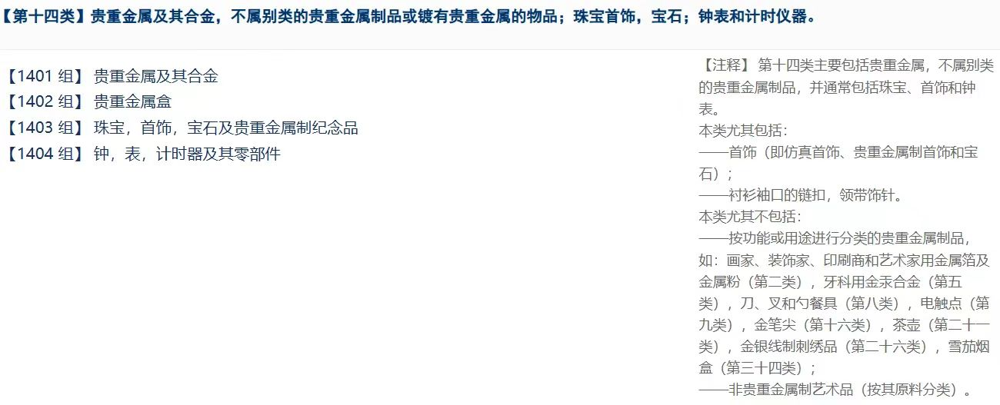 【第十四类】贵重金属及其合金，不属别类的贵重金属制品或镀有贵重金属的物品；珠宝首饰，宝石；钟表和计时仪器。
【1401 组】 贵重金属及其合金
【1402 组】 贵重金属盒
【1403 组】 珠宝，首饰，宝石及贵重金属制纪念品
【1404 组】 钟，表，计时器及其零部件
【注释】 第十四类主要包括贵重金属，不属别类
的贵重金属制品，并通常包括珠宝、首饰和钟
表。
本类尤其包括：
——首饰（即仿真首饰、贵重金属制首饰和宝
石）；
——衬衫袖口的链扣，领带饰针。
本类尤其不包括：
——按功能或用途进行分类的贵重金属制品，
如：画家、装饰家、印刷商和艺术家用金属箔及
金属粉（第二类），牙科用金汞合金（第五
类），刀、叉和勺餐具（第八类），电触点（第
九类），金笔尖（第十六类），茶壶（第二十一
类），金银线制刺绣品（第二十六类），雪茄烟
盒（第三十四类）；
——非贵重金属制艺术品（按其原料分类）。